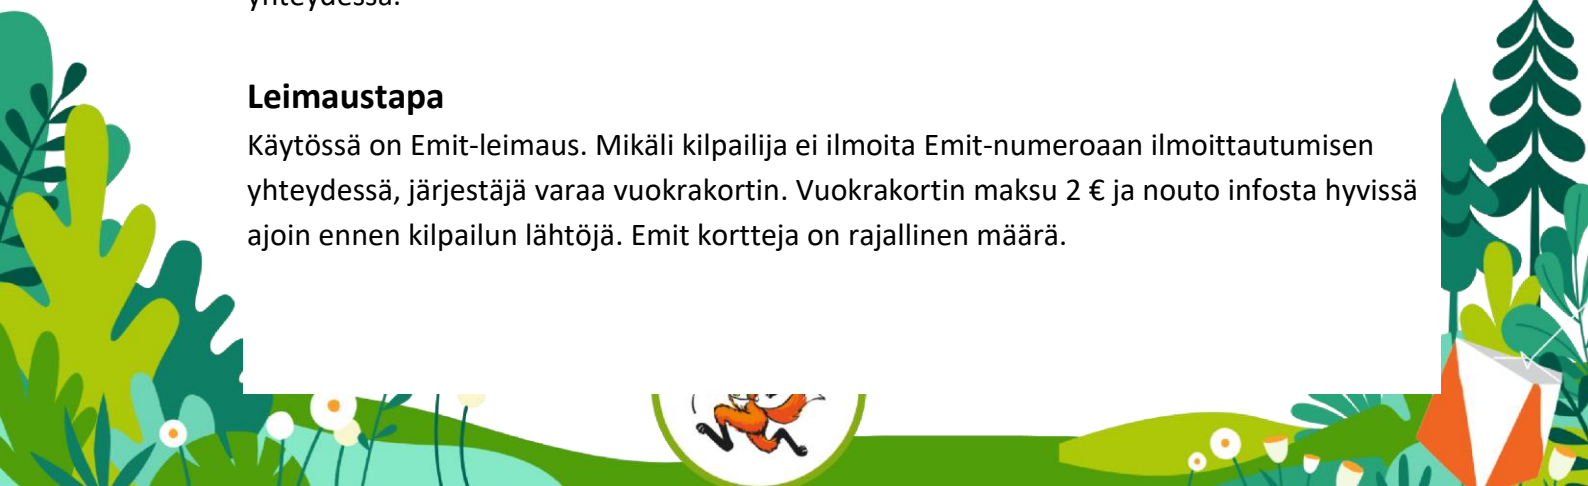 yhteydessä.
Leimaustapa
Käytössä on Emit-leimaus. Mikäli kilpailija ei ilmoita Emit-numeroaan ilmoittautumisen
yhteydessä, järjestäjä varaa vuokrakortin. Vuokrakortin maksu 2 € ja nouto infosta hyvissä
ajoin ennen kilpailun lähtöjä. Emit kortteja on rajallinen määrä.